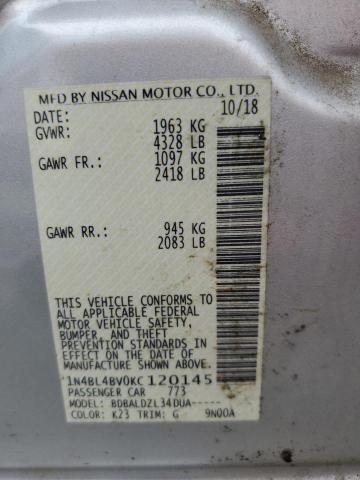 MFD BY NISSAN MOTOR CO., LTD.
DATE: 10/18
GVWR: 1963 KG
4328 LB
GAWR FR.: 1097 KG
2418 LB
GAWR RR.: 945 KG
2083 LB
THIS VEHICLE CONFORMS TO
ALL APPLICABLE FEDERAL
MOTOR VEHICLE SAFETY,
BUMPER, AND THEFT
PREVENTION STANDARDS
IN EFFECT ON THE DATE OF
MANUFACTURE SHOWN ABOVE.
1N4BL4BV0KC120145
PASSENGER CAR 773
MODEL: BDBALDZL34DUA-----
COLOR: K23 TRIM: G 9N00A